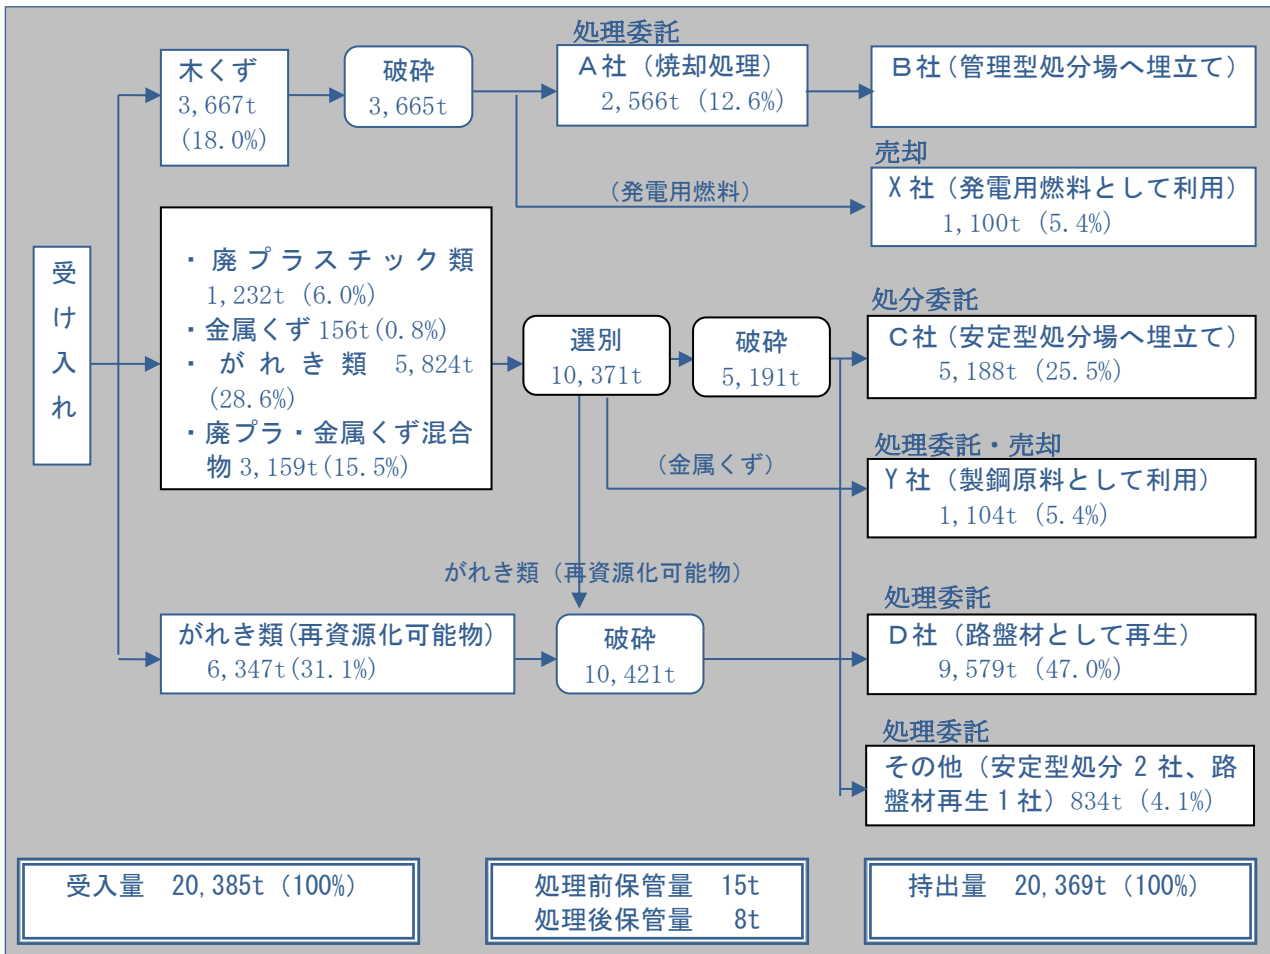 受け入れ
木くず
3,667t
(18.0%)
破砕
3,665t
処理委託
A社（焼却処理）
2,566t (12.6%)
B社(管理型処分場へ埋立て)
売却
(発電用燃料)
X社（発電用燃料として利用）
1,100t (5.4%)
・廃プラスチック類
1,232t (6.0%)
・金属くず 156t(0.8%)
・がれき類 5,824t
(28.6%)
・廃プラ・金属くず混合
物 3,159t(15.5%)
選別
10,371t
破砕
5,191t
処分委託
C社（安定型処分場へ埋立て）
5,188t (25.5%)
処理委託・売却
(金属くず)
Y社（製鋼原料として利用）
1,104t (5.4%)
がれき類（再資源化可能物）
がれき類(再資源化可能物)
6,347t(31.1%)
破砕
10,421t
処理委託
D社（路盤材として再生）
9,579t (47.0%)
処理委託
その他（安定型処分 2 社、路
盤材再生１社）834t (4.1%)
受入量　20,385t (100%)
処理前保管量　15t
処理後保管量　8t
持出量　20,369t (100%)